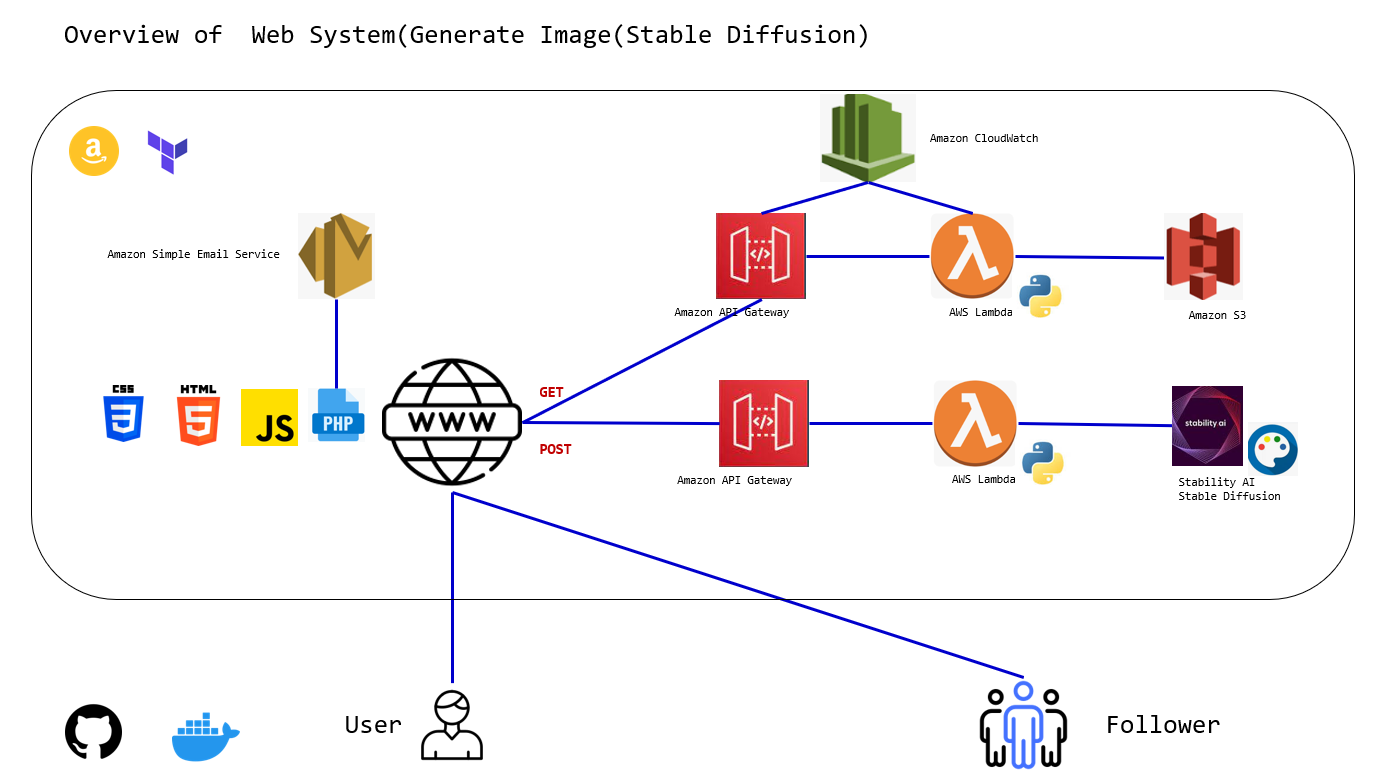 Overview of  Web System(Generate Image(Stable Diffusion)
Amazon CloudWatch
Amazon Simple Email Service
Amazon API Gateway
AWS Lambda
Amazon S3
CSS
HTML
JS
PHP
WWW
GET
POST
stability ai
Amazon API Gateway
AWS Lambda
Stability AI
Stable Diffusion
User
Follower